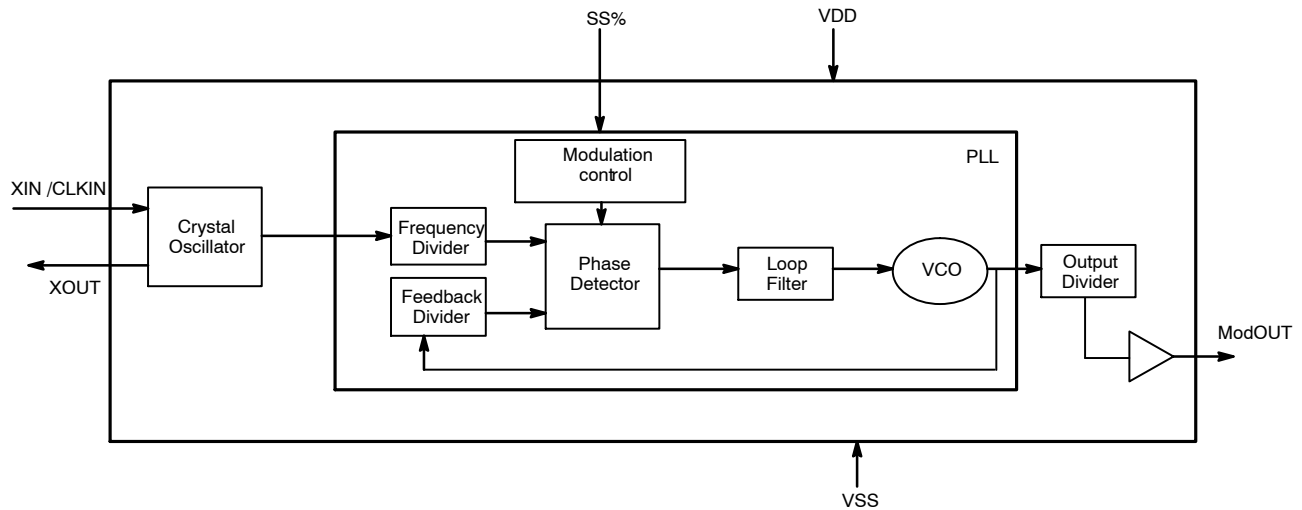 SS%
VDD
Modulation
control
PLL
XIN /CLKIN
Crystal
Oscillator
XOUT
Frequency
Divider
Feedback
Divider
Phase
Detector
Loop
Filter
VCO
Output
Divider
ModOUT
VSS